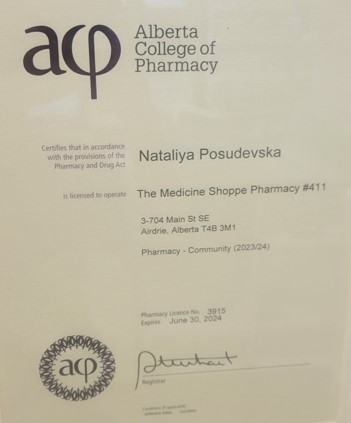 acp
Alberta
College of
Pharmacy
Certifies that in accordance
with the provisions of the
Pharmacy and Drug Act
Nataliya Posudevska
is licensed to operate
The Medicine Shoppe Pharmacy #411
3-704 Main St SE
Airdrie, Alberta T4B 3M1
Pharmacy - Community (2023/24)
Pharmacy Licence No. 3915
Expires June 30, 2024
acp
Registrar